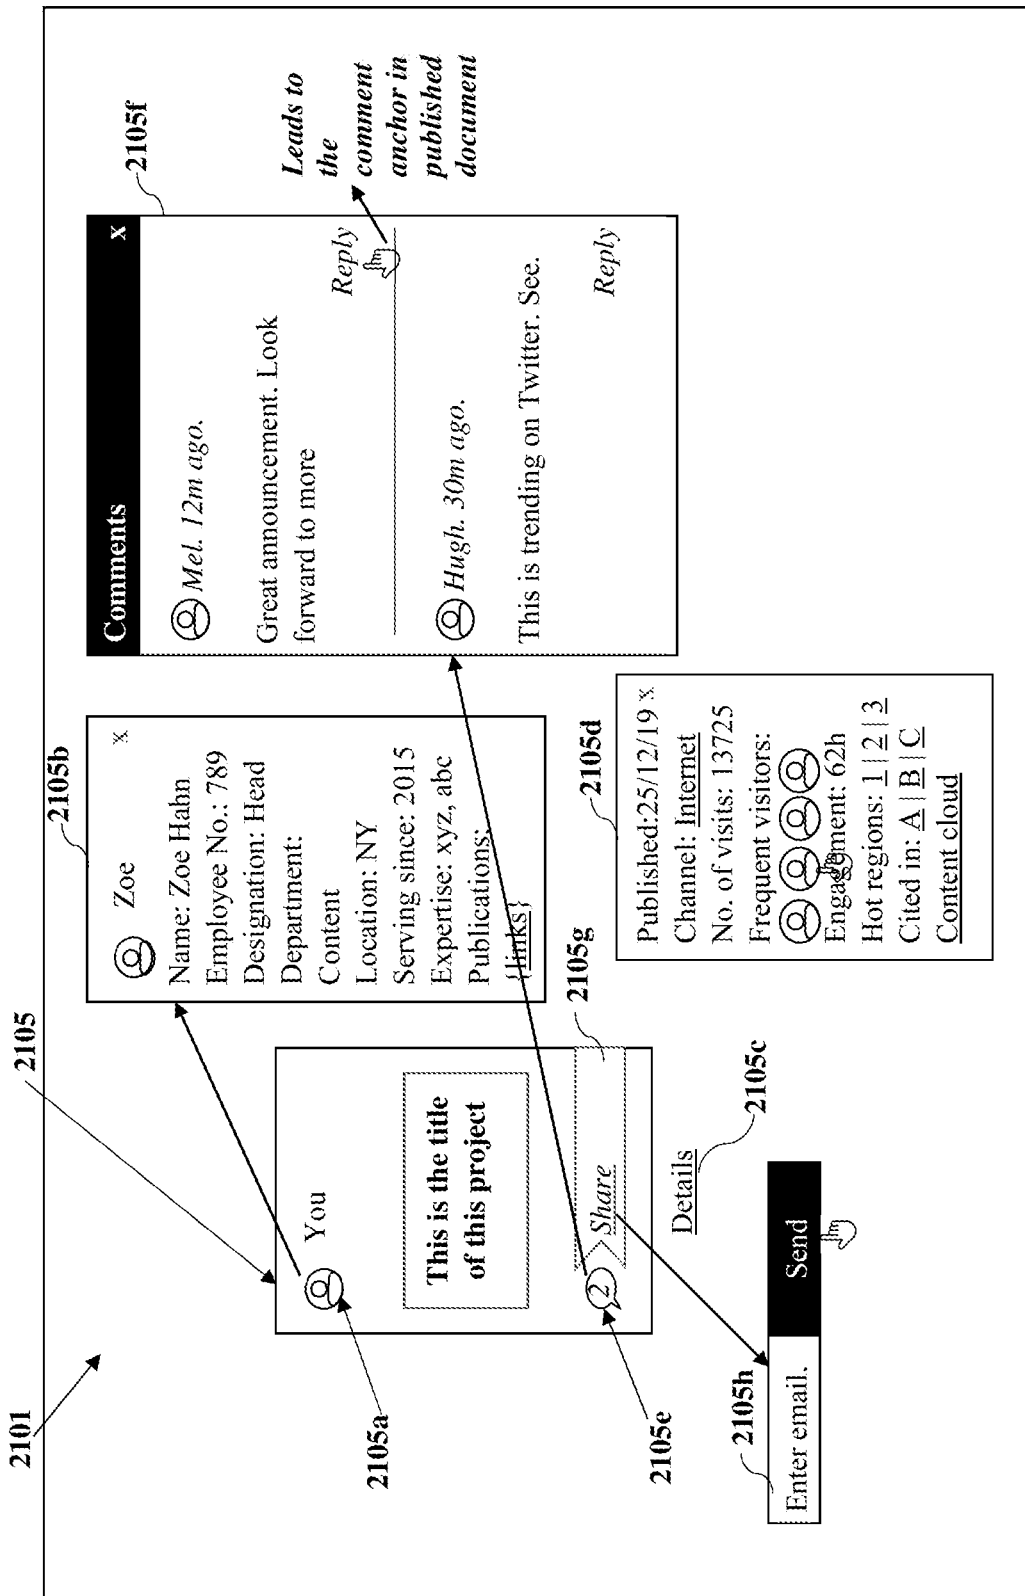 2101
2105
2105a
You
This is the title
of this project
2
Share
2105e
2105g
Details
2105c
2105h
Enter email.
Send
2105b
Zoe
x
Name: Zoe Hahn
Employee No.: 789
Designation: Head
Department:
Content
Location: NY
Serving since: 2015
Expertise: xyz, abc
Publications:
{links}
2105d
Published:25/12/19 x
Channel: Internet
No. of visits: 13725
Frequent visitors:
Engagement: 62h
Hot regions: 1 | 2 | 3
Cited in: A | B | C
Content cloud
2105f
Comments
x
Mel. 12m ago.
Great announcement. Look
forward to more
Reply
Hugh. 30m ago.
This is trending on Twitter. See.
Reply
Leads to
the
comment
anchor in
published
document